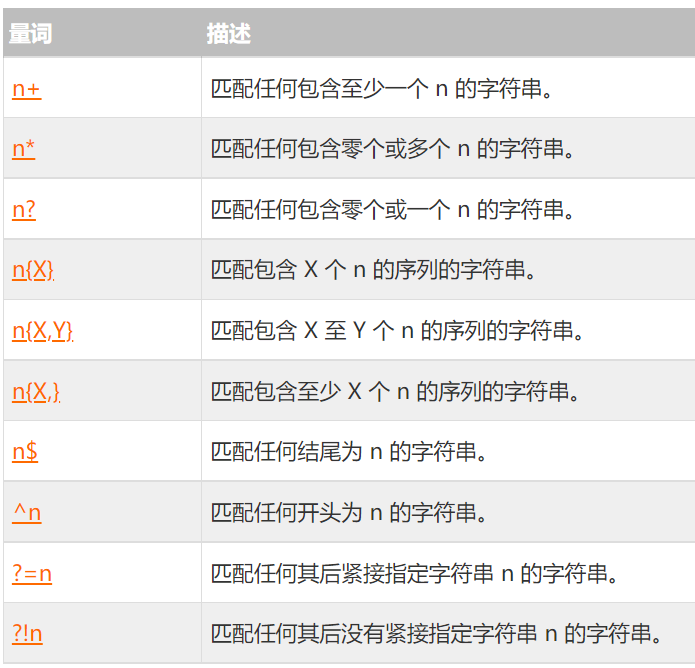 量词 描述
n+ 匹配任何包含至少一个 n 的字符串。
n* 匹配任何包含零个或多个 n 的字符串。
n? 匹配任何包含零个或一个 n 的字符串。
n{X} 匹配包含 X 个 n 的序列的字符串。
n{X,Y} 匹配包含 X 至 Y 个 n 的序列的字符串。
n{X,} 匹配包含至少 X 个 n 的序列的字符串。
n$ 匹配任何结尾为 n 的字符串。
^n 匹配任何开头为 n 的字符串。
?=n 匹配任何其后紧接指定字符串 n 的字符串。
?!n 匹配任何其后没有紧接指定字符串 n 的字符串。